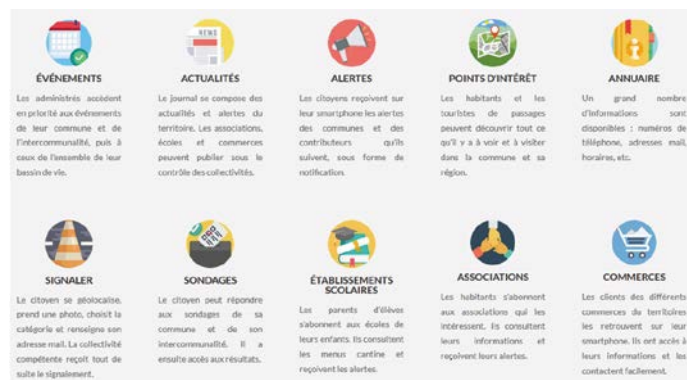 NEWS
ÉVÉNEMENTS
Les administrés accèdent
en priorité aux événements
de leur commune et de
l'intercommunalité, puis à
ceux de l'ensemble de leur
bassin de vie.
ACTUALITÉS
Le journal se compose des
actualités et alertes du
territoire. Les associations,
écoles et commerces
peuvent publier sous le
contrôle des collectivités.
ALERTES
Les citoyens reçoivent sur
leur smartphone les alertes
des communes et des
contributeurs qu'ils
suivent, sous forme de
notification.
POINTS D'INTÉRÊT
Les habitants et les
touristes de passages
peuvent découvrir tout ce
qu'il y a à voir et à visiter
dans la commune et sa
région.
ANNUAIRE
Un grand nombre
d'informations sont
disponibles : numéros de
téléphone, adresses mail,
horaires, etc.
SIGNALER
Le citoyen se géolocalise,
prend une photo, choisit la
catégorie et renseigne son
adresse mail. La collectivité
compétente reçoit tout de
suite le signalement.
SONDAGES
Le citoyen peut répondre
aux sondages de sa
commune et de son
intercommunalité. Il a
ensuite accès aux résultats.
ÉTABLISSEMENTS
SCOLAIRES
Les parents d'élèves
s'abonnent aux écoles de
leurs enfants. Ils consultent
les menus cantine et
reçoivent les alertes.
ASSOCIATIONS
Les habitants s'abonnent
aux associations qui les
intéressent. Ils consultent
leurs informations et
reçoivent leurs alertes.
COMMERCES
Les clients des différents
commerces du territoires
les retrouvent sur leur
smartphone. Ils ont accès à
leurs informations et les
contactent facilement.